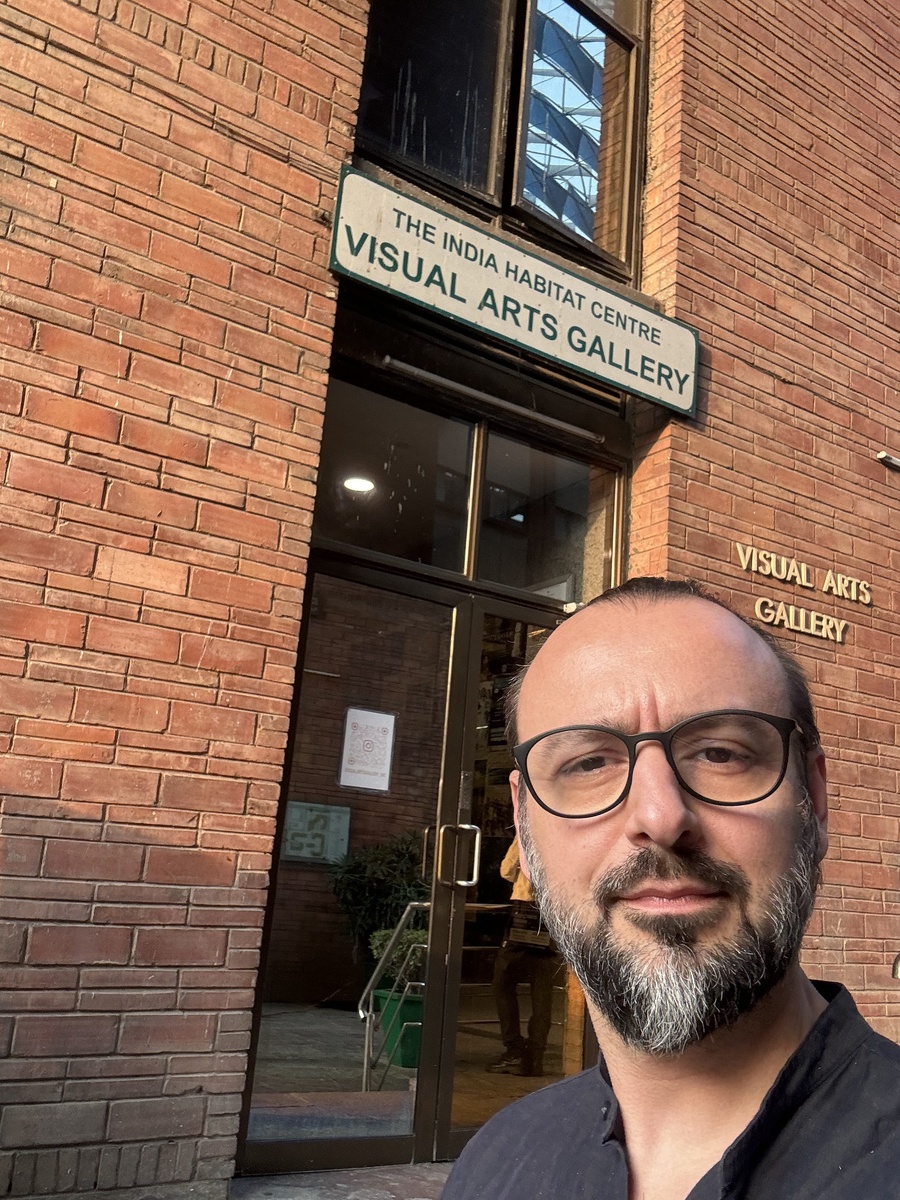 THE INDIA HABITAT CENTRE
VISUAL ARTS GALLERY
VISUAL ARTS
GALLERY